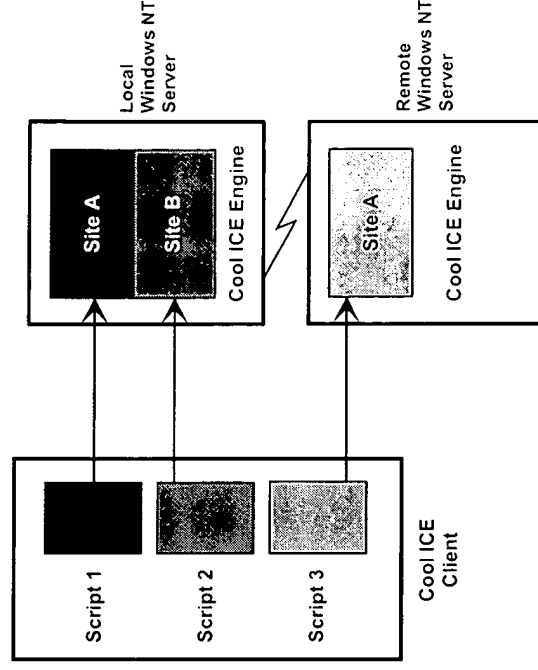 Script 1
Script 2
Script 3
Cool ICE
Client
Site A
Site B
Cool ICE Engine
Local
Windows NT
Server
Site A
Cool ICE Engine
Remote
Windows NT
Server